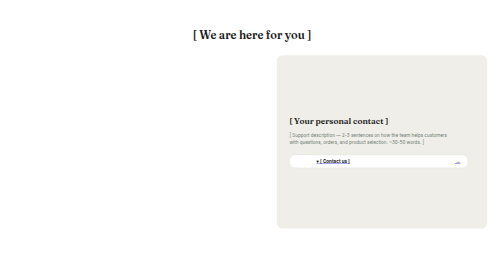 [ We are here for you ]
[ Your personal contact ]
[ Support description — 2-3 sentences on how the team helps customers
with questions, orders, and product selection. ~30-50 words. ]
[ Contact us ]